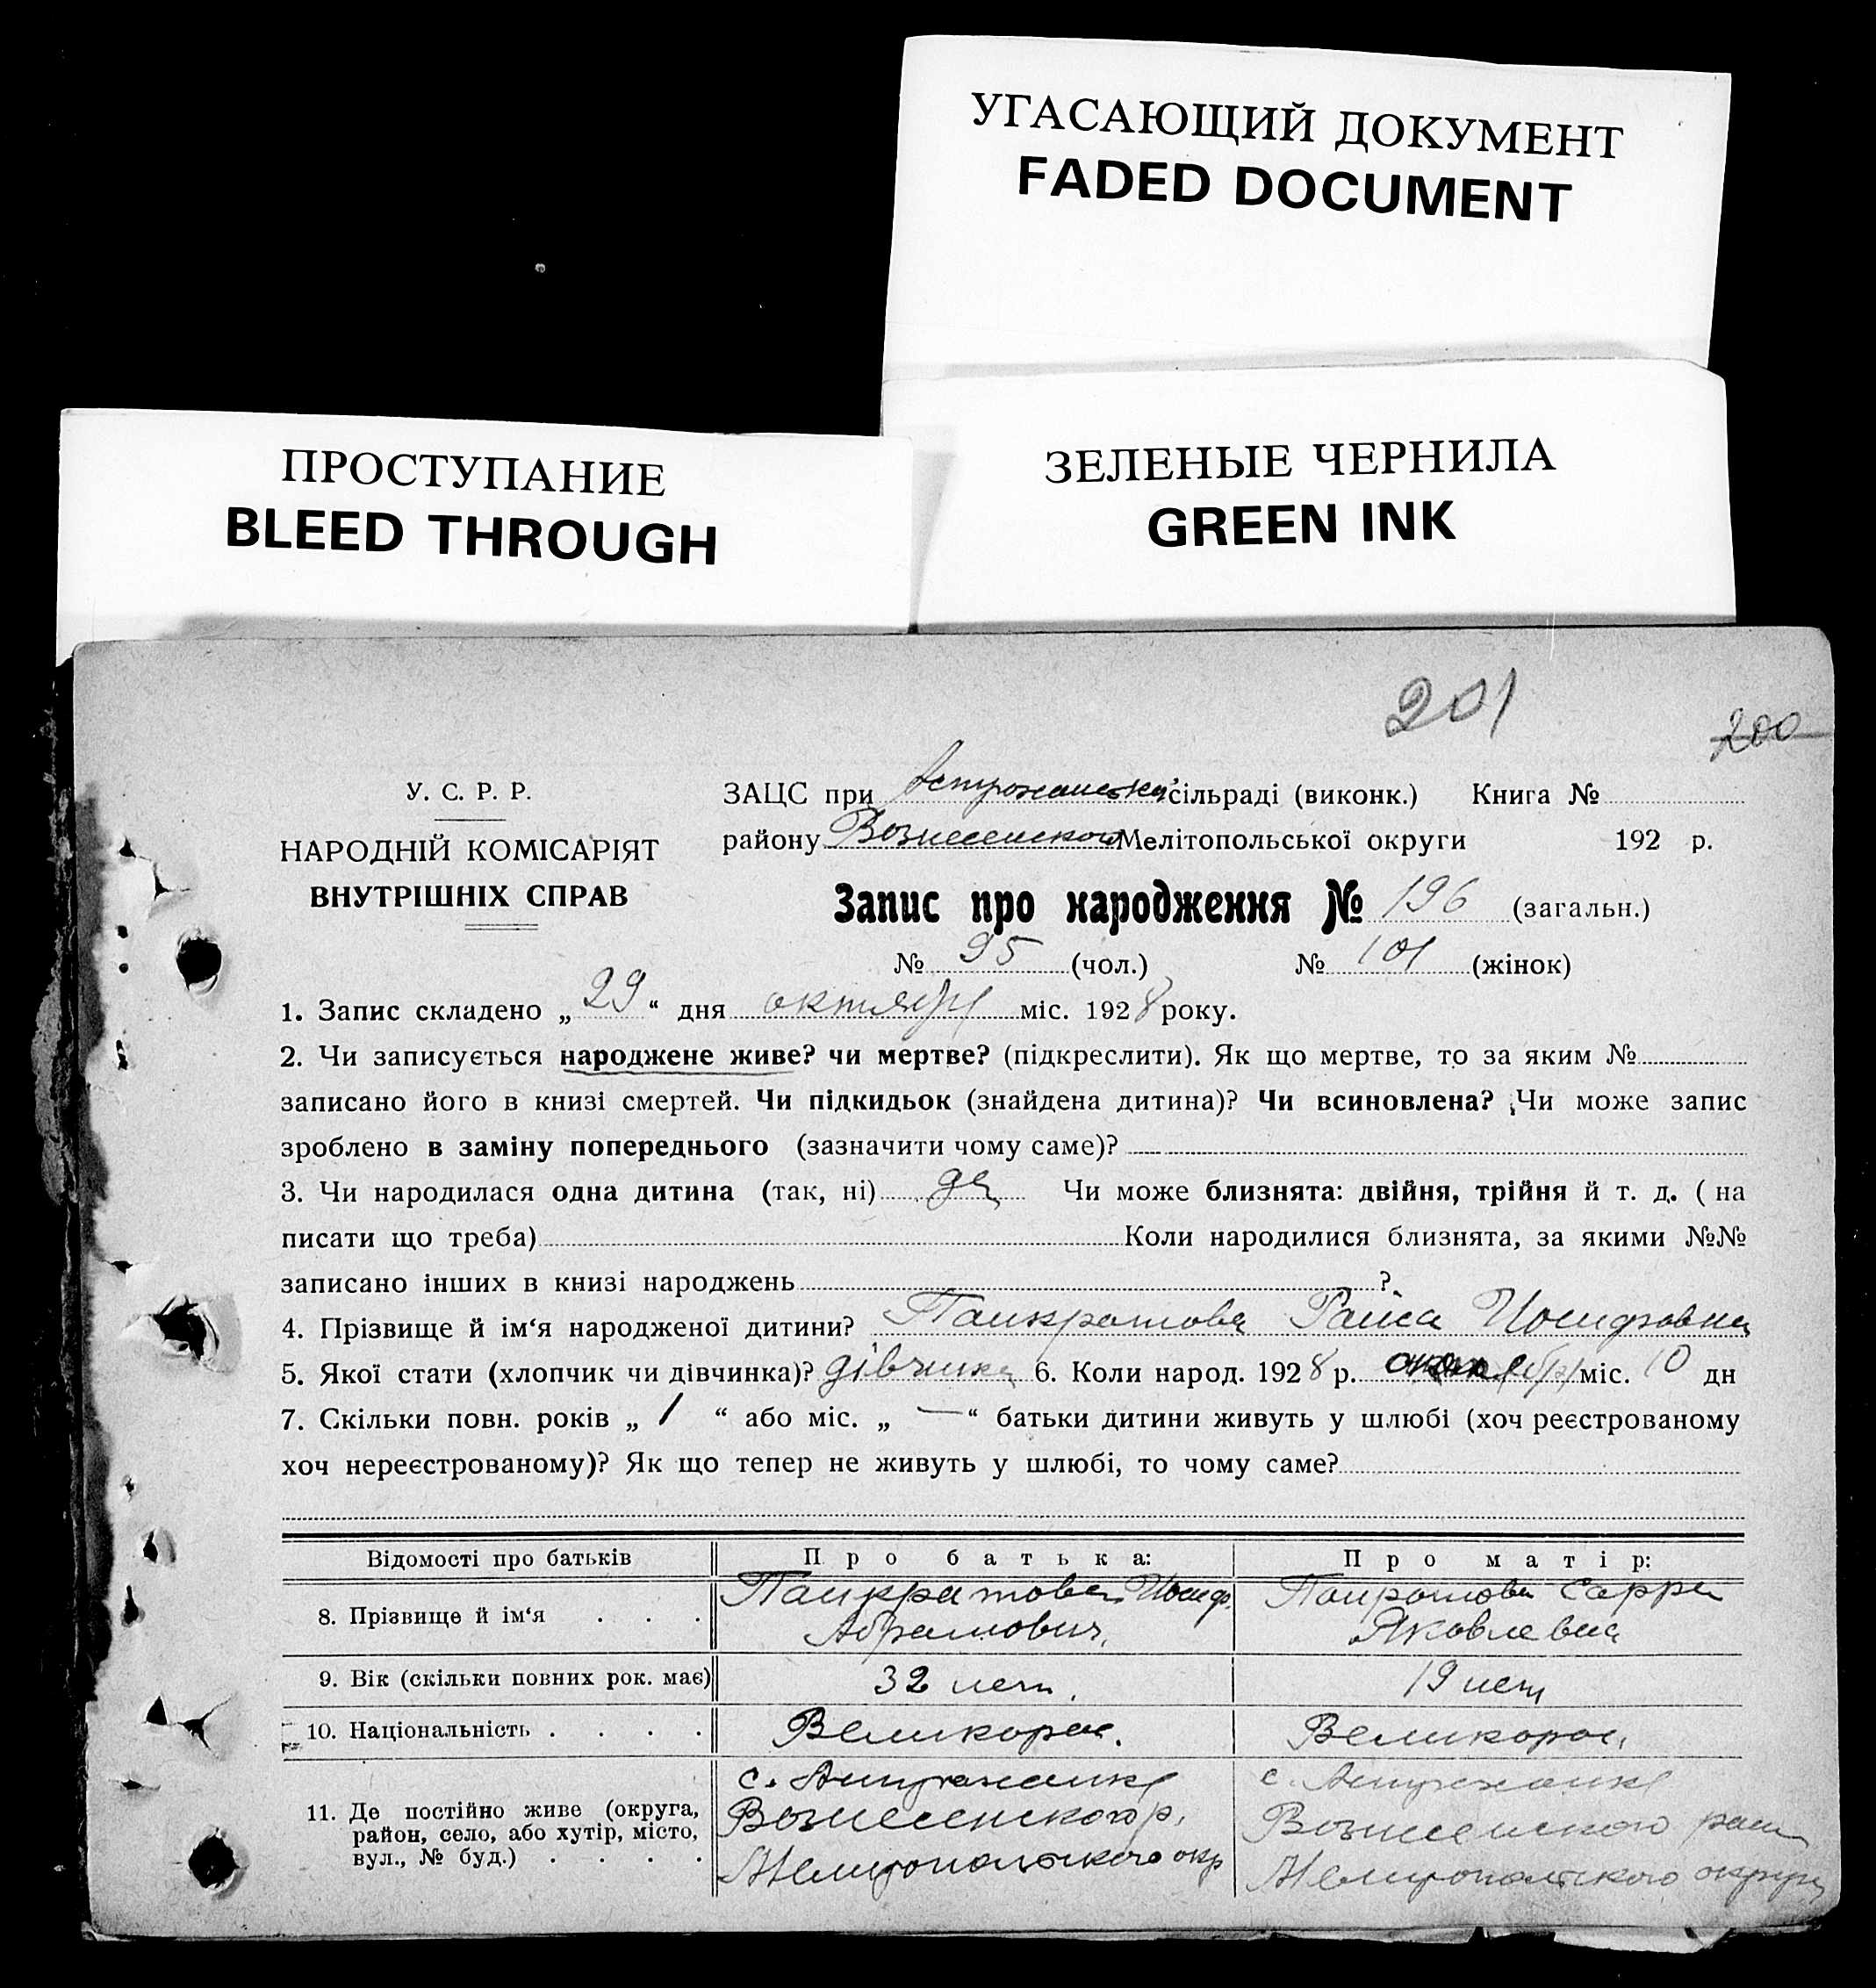 УГАСАЮЩИЙ ДОКУМЕНТ
FADED DOCUMENT
ПРОСТУПАНИЕ
BLEED THROUGH
ЗЕЛЕНЫЕ ЧЕРНИЛА
GREEN INK
201
200
У. С. Р. Р.
НАРОДНІЙ КОМІСАРІЯТ
ВНУТРІШНІХ СПРАВ
ЗАЦС при сільраді (виконк.) Книга №
району Вознесенского Мелітопольської округи 192 р.
Запис про народження № 196 (загальн.)
№ 95 (чол.) № 101 (жінок)
1. Запис складено „ 29 “ дня октября міс. 1928 року.
2. Чи записується народжене живе? чи мертве? (підкреслити). Як що мертве, то за яким №
записано його в книзі смертей. Чи підкидьок (знайдена дитина)? Чи всиновлена? Чи може запис
зроблено в заміну попереднього (зазначити чому саме)?
3. Чи народилася одна дитина (так, ні) да Чи може близнята: двійня, трійня й т. д. ( на
писати що треба) Коли народилися близнята, за якими №№
записано інших в книзі народжень ?
4. Прізвище й ім‘я народженої дитини? Панкратова Раиса Иосифовна
5. Якої стати (хлопчик чи дівчинка)? дівчинка 6. Коли народ. 1928 р. октября міс. 10 дн
7. Скільки повн. років „ 1 “ або міс. „ — “ батьки дитини живуть у шлюбі (хоч реєстрованому
хоч нереєстрованому)? Як що тепер не живуть у шлюбі, то чому саме?
Відомості про батьків Про батька: Про матір:
8. Прізвище й ім‘я . . . Панкратова Иосиф. Панратова Сарра
Абрамович. Яковлевна
9. Вік (скільки повних рок. має) 32 лет. 19 лет
10. Національність . . . . Великорос. Великорос.
11. Де постійно живе (округа, район, село, або хутір, місто, вул., № буд.) . . . .
с. Астраханка
Вознесенского р.
Мелитопольского окр
с. Астраханка
Вознесенского рай
Мелитопольского округа